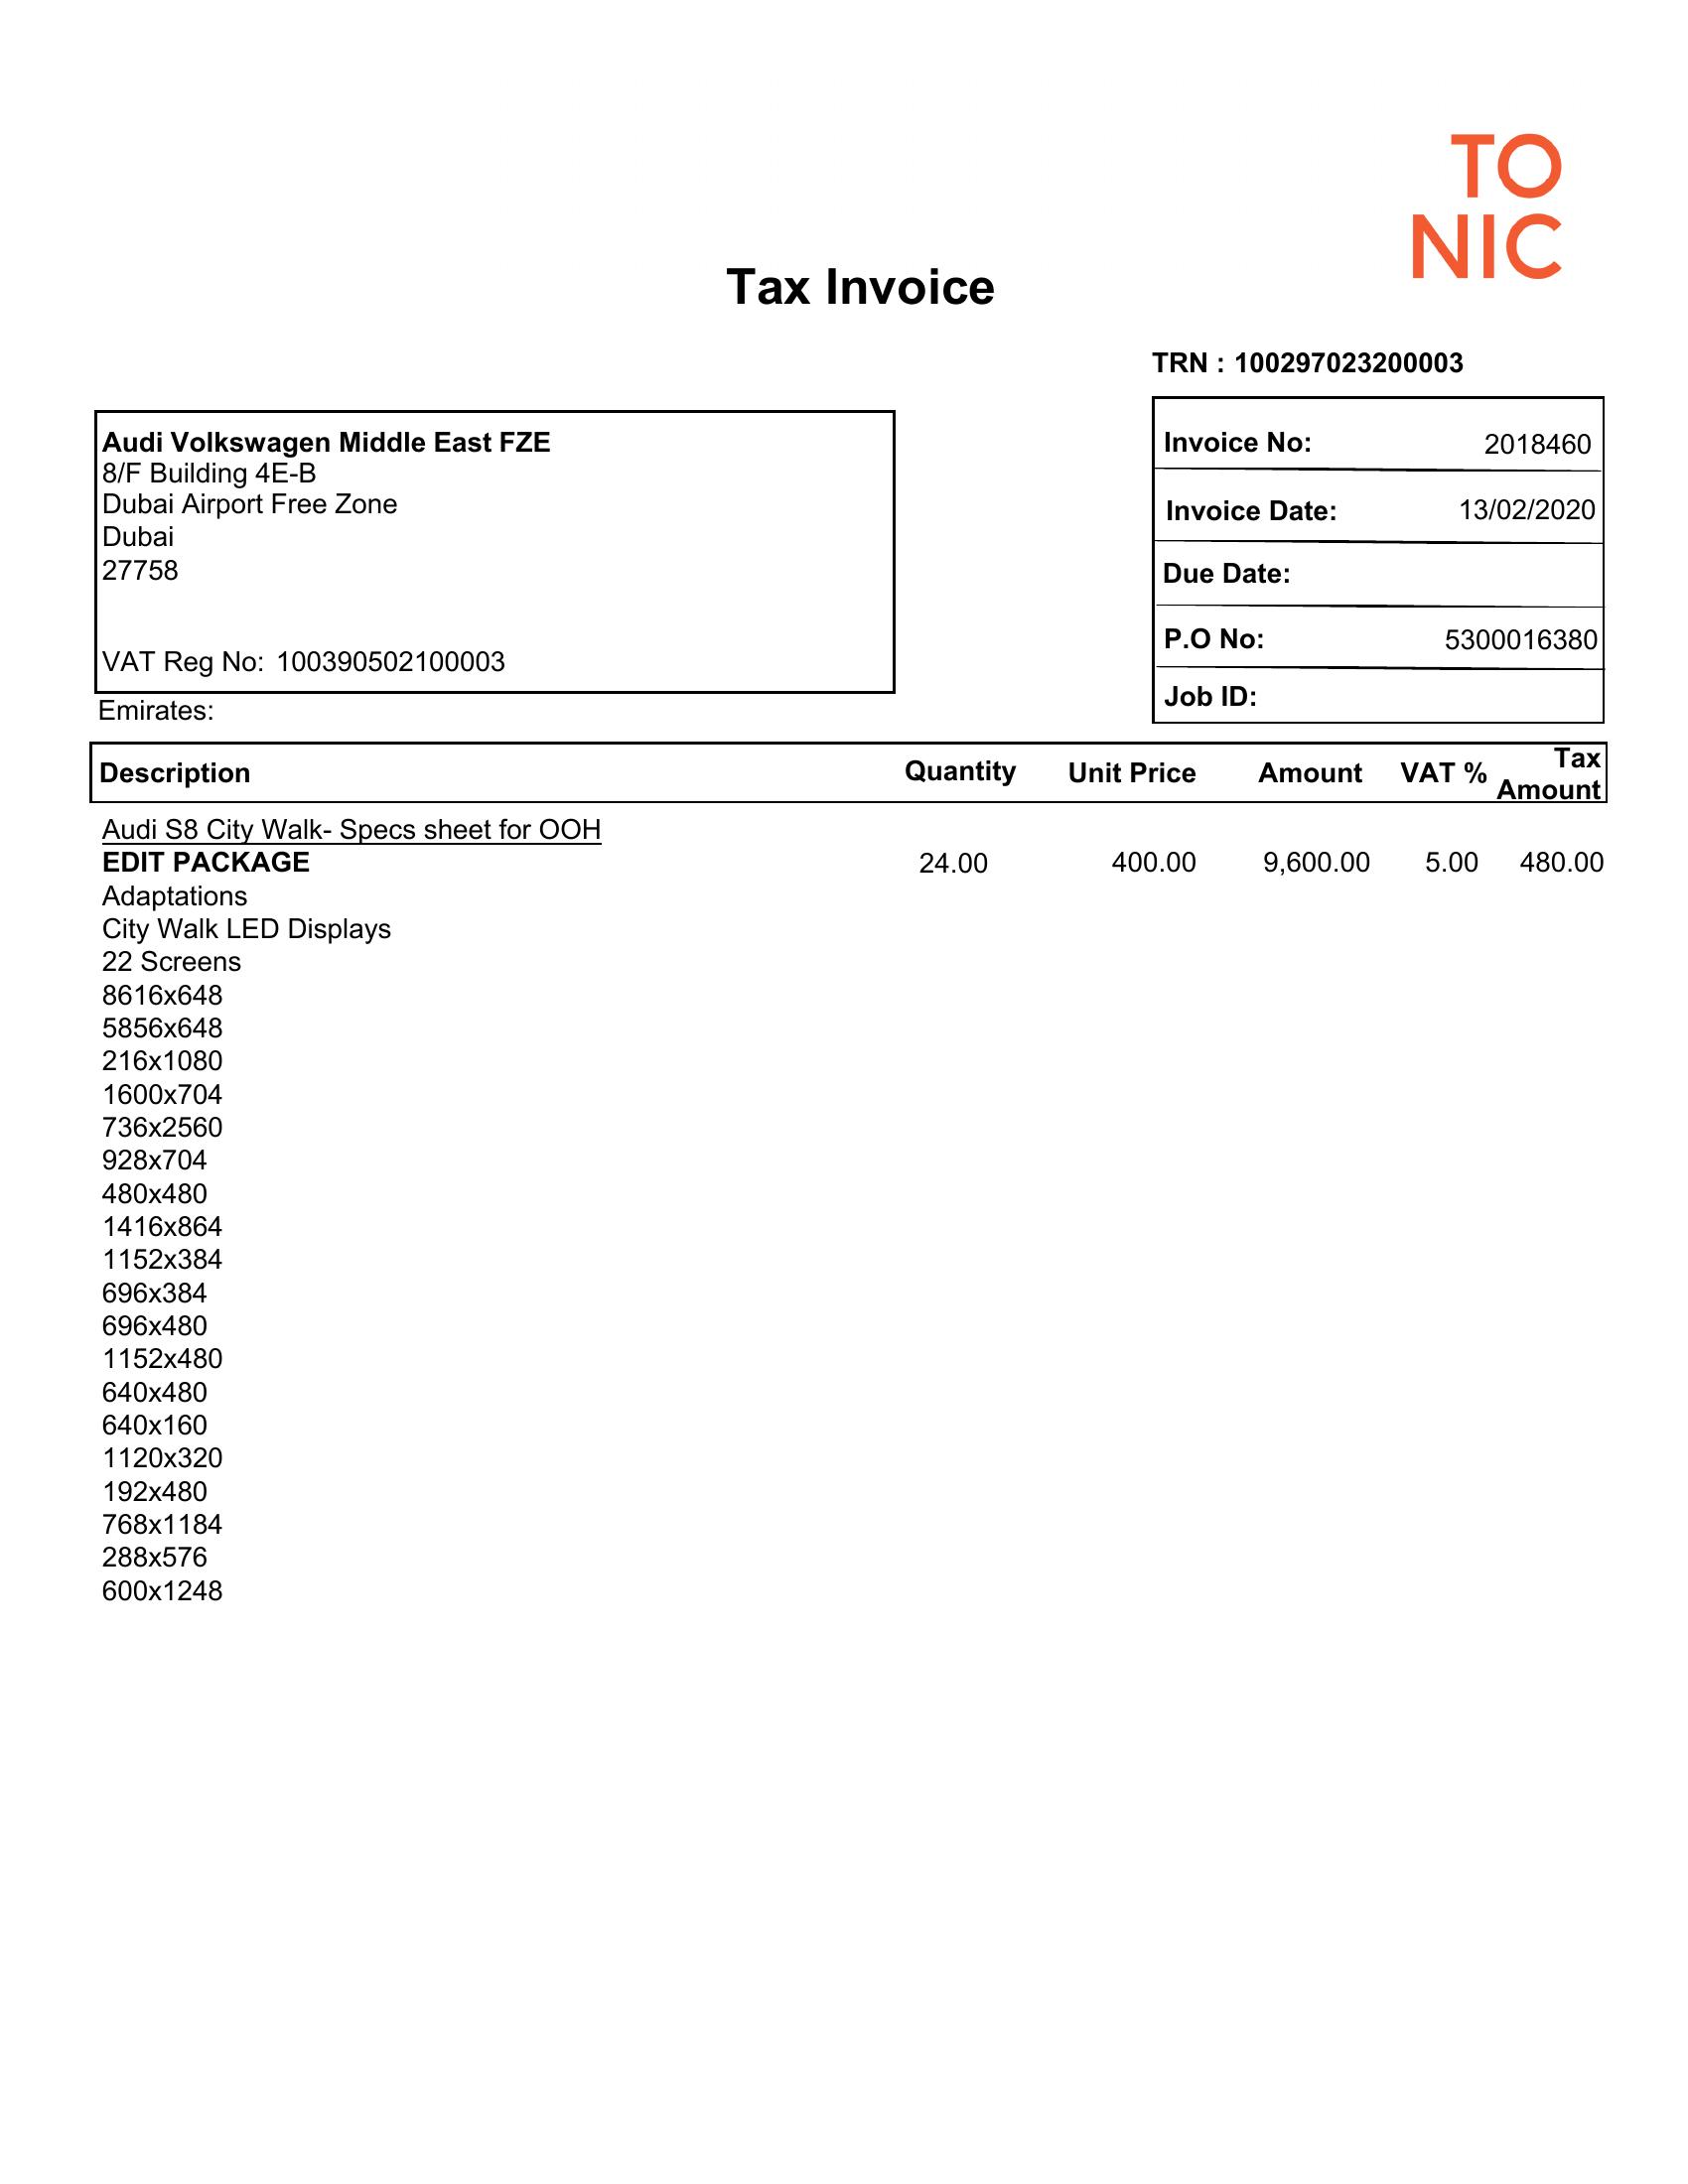 TO
NIC
Tax Invoice
TRN : 100297023200003
Audi Volkswagen Middle East FZE
8/F Building 4E-B
Dubai Airport Free Zone
Dubai
27758
VAT Reg No: 100390502100003
Emirates:
Invoice No: 2018460
Invoice Date: 13/02/2020
Due Date:
P.O No: 5300016380
Job ID:
Description Quantity Unit Price Amount VAT % Tax Amount
Audi S8 City Walk- Specs sheet for OOH
EDIT PACKAGE 24.00 400.00 9,600.00 5.00 480.00
Adaptations
City Walk LED Displays
22 Screens
8616x648
5856x648
216x1080
1600x704
736x2560
928x704
480x480
1416x864
1152x384
696x384
696x480
1152x480
640x480
640x160
1120x320
192x480
768x1184
288x576
600x1248